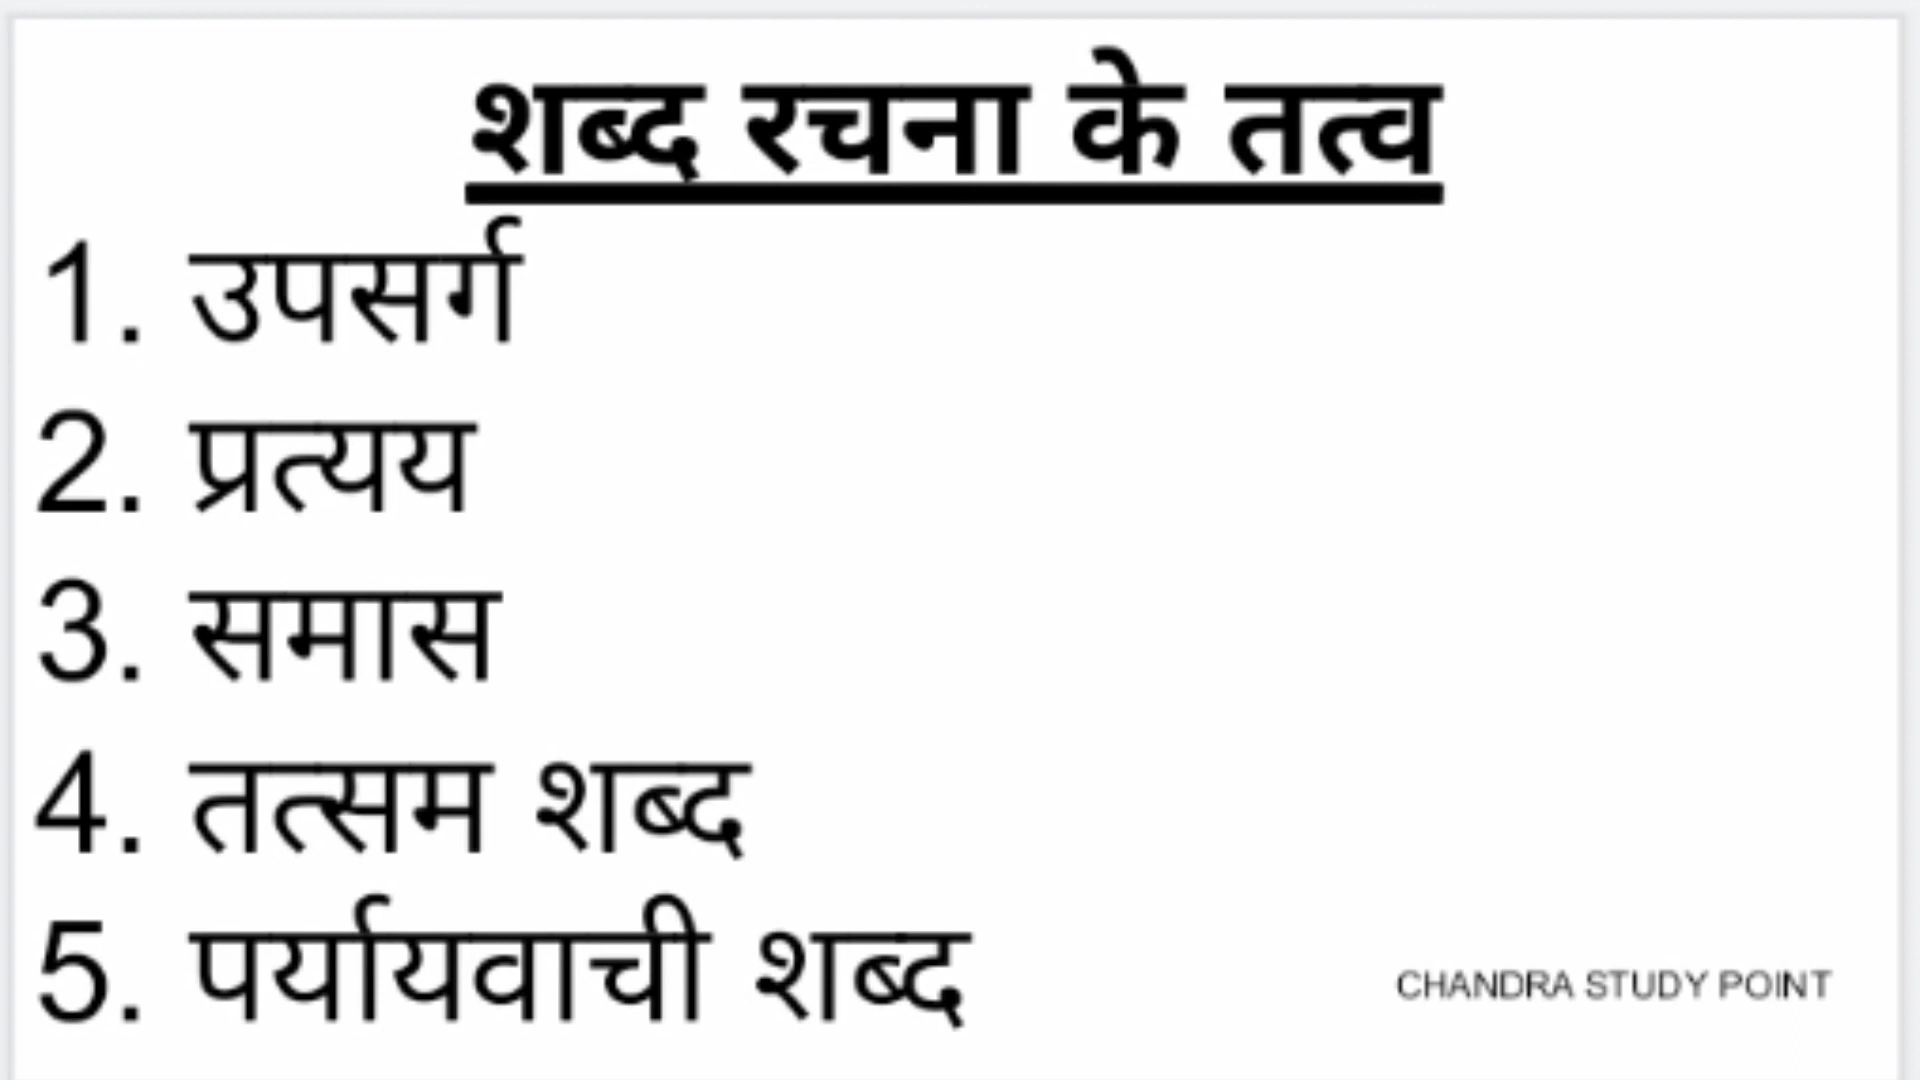 शब्द रचना के तत्व
1. उपसर्ग
2. प्रत्यय
3. समास
4. तत्सम शब्द
5. पर्यायवाची शब्द
CHANDRA STUDY POINT